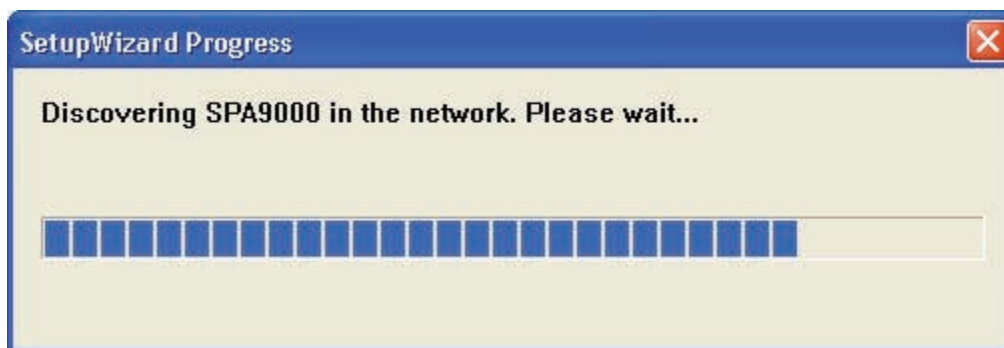 SetupWizard Progress
Discovering SPA9000 in the network. Please wait...